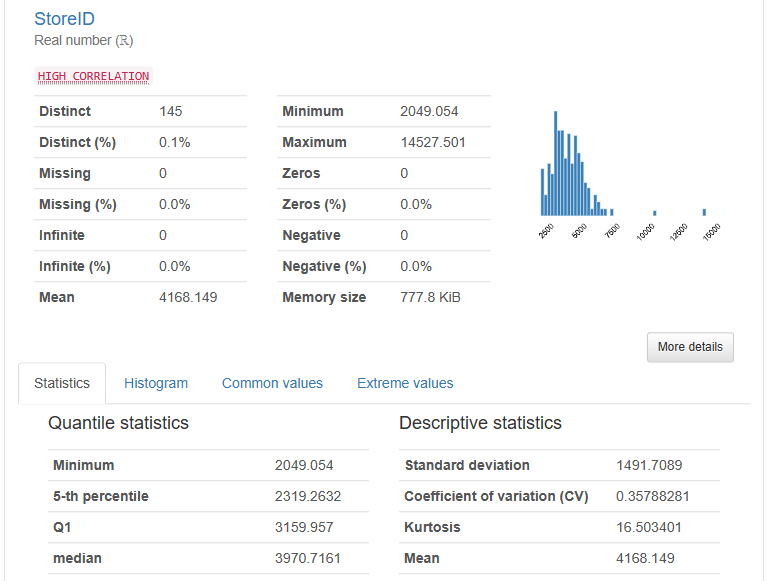 StoreID
Real number (ℝ)
HIGH CORRELATION
Distinct 145
Distinct (%) 0.1%
Missing 0
Missing (%) 0.0%
Infinite 0
Infinite (%) 0.0%
Mean 4168.149
Minimum 2049.054
Maximum 14527.501
Zeros 0
Zeros (%) 0.0%
Negative 0
Negative (%) 0.0%
Memory size 777.8 KiB
2500 5000 7500 10000 12500 15000
More details
Statistics Histogram Common values Extreme values
Quantile statistics
Minimum 2049.054
5-th percentile 2319.2632
Q1 3159.957
median 3970.7161
Descriptive statistics
Standard deviation 1491.7089
Coefficient of variation (CV) 0.35788281
Kurtosis 16.503401
Mean 4168.149